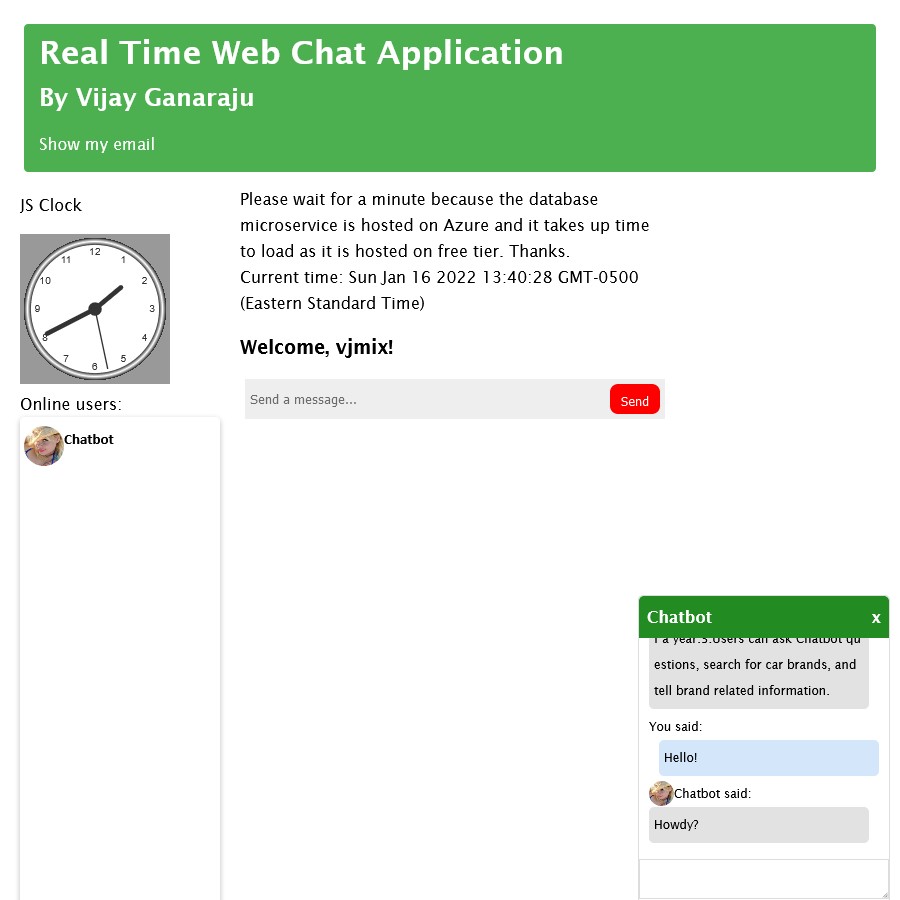 Real Time Web Chat Application
By Vijay Ganaraju
Show my email
JS Clock
12
1
2
3
4
5
6
7
8
9
10
11
Online users:
Chatbot
Please wait for a minute because the database
microservice is hosted on Azure and it takes up time
to load as it is hosted on free tier. Thanks.
Current time: Sun Jan 16 2022 13:40:28 GMT-0500
(Eastern Standard Time)
Welcome, vjmix!
Send a message...
Send
Chatbot
x
f a year.3.Users can ask Chatbot qu
estions, search for car brands, and
tell brand related information.
You said:
Hello!
Chatbot said:
Howdy?